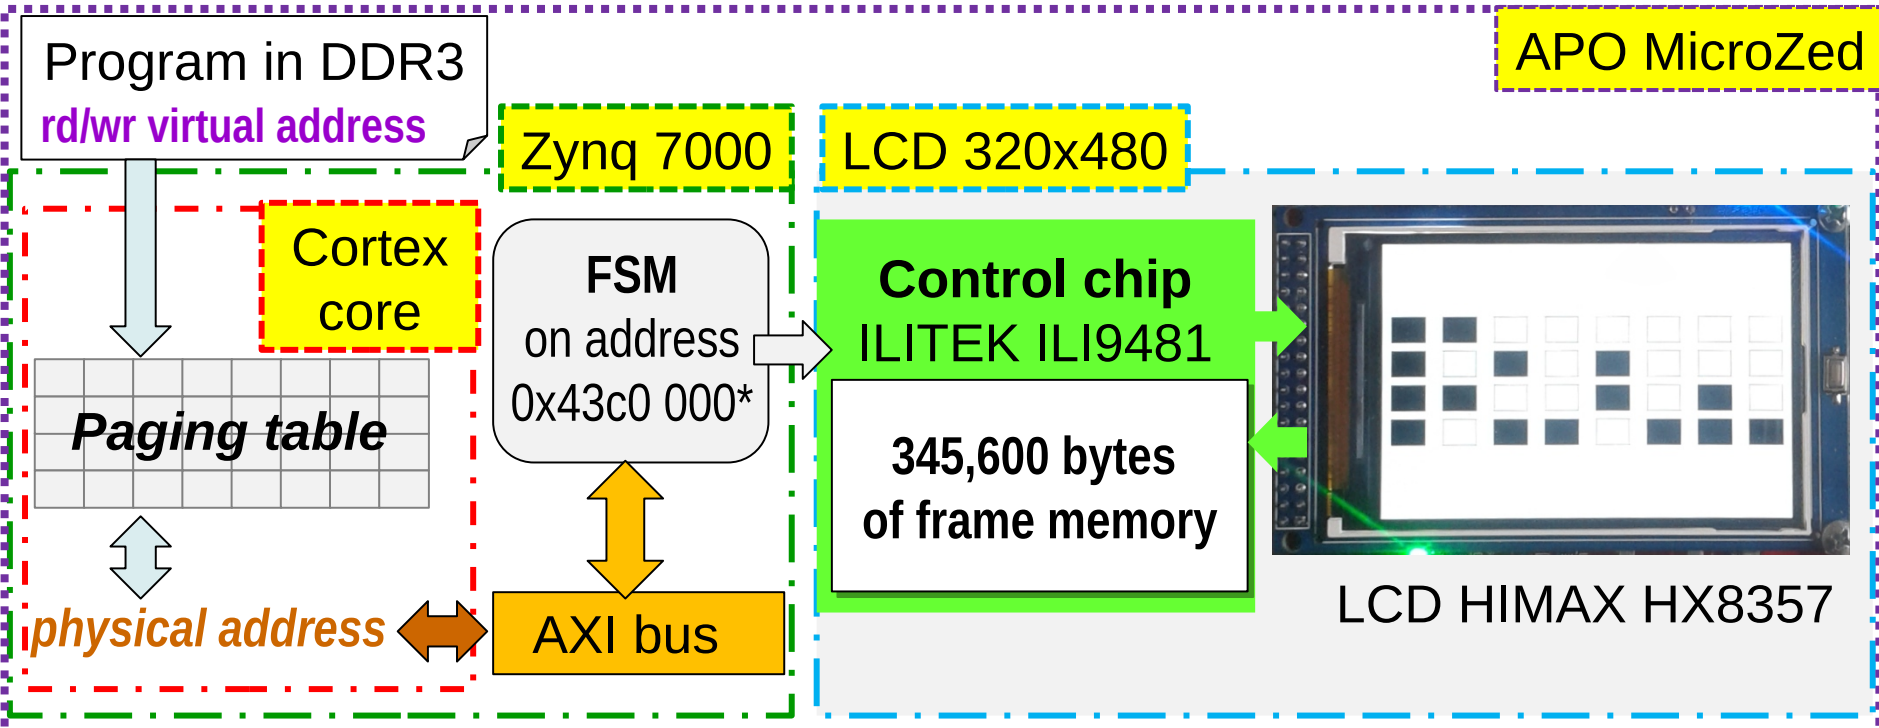 Program in DDR3
rd/wr virtual address
APO MicroZed
Zynq 7000
LCD 320x480
Cortex
core
FSM
on address
0x43c0 000*
Control chip
ILITEK ILI9481
Paging table
345,600 bytes
of frame memory
physical address
AXI bus
LCD HIMAX HX8357